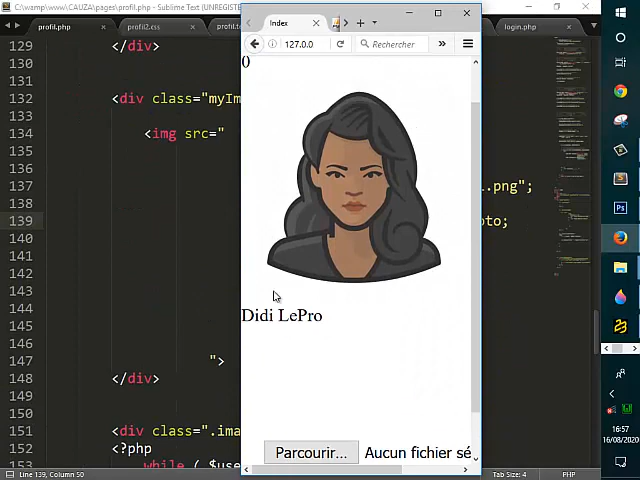 C:\wamp\www\CAUZA\pages\profil.php - Sublime Text (UNREGISTE
profil.php
profil2.css
profil.
login.php
Index
127.0.0
Rechercher
129
</div>
()
130
131
132
<div class="myIm
133
134
<img src="
135
136
137
l.png";
138
139
oto;
140
141
142
143
144
Didi LePro
145
146
147
">
148
</div>
149
150
151
<div class=".ima
152
<?php
Parcourir...
Aucun fichier sé
153
while ( $use
Line 139, Column 50
Tab Size: 4
PHP
16:57
16/08/2020